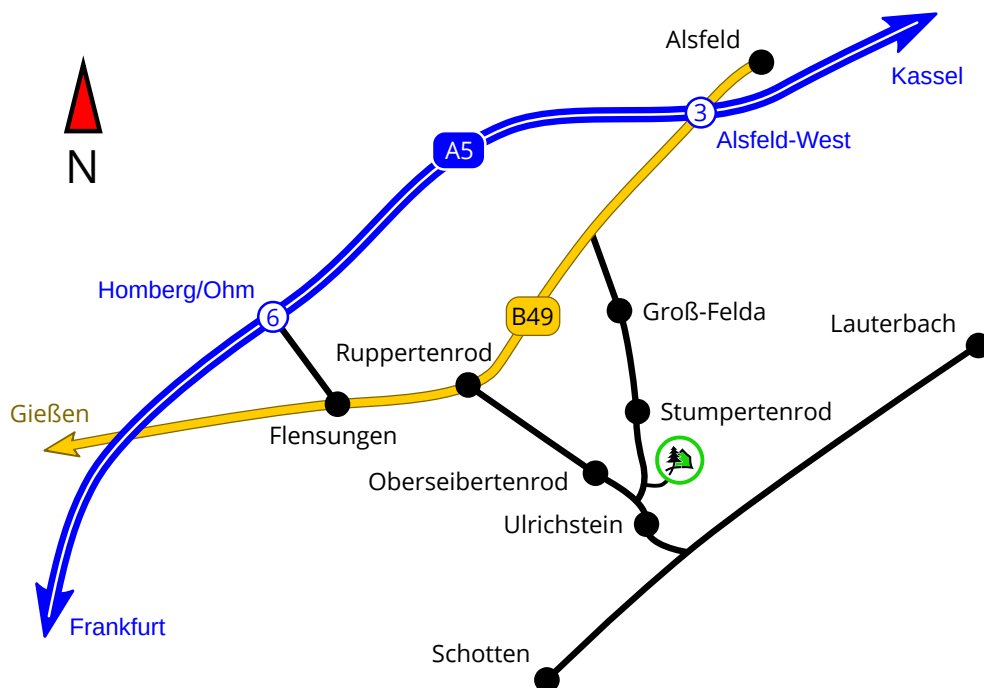 Alsfeld
Kassel
3
Alsfeld-West
A5
N
Homberg/Ohm
6
B49
Groß-Felda
Lauterbach
Ruppertenrod
Gießen
Stumpertenrod
Flensungen
Oberseibertenrod
Ulrichstein
Frankfurt
Schotten